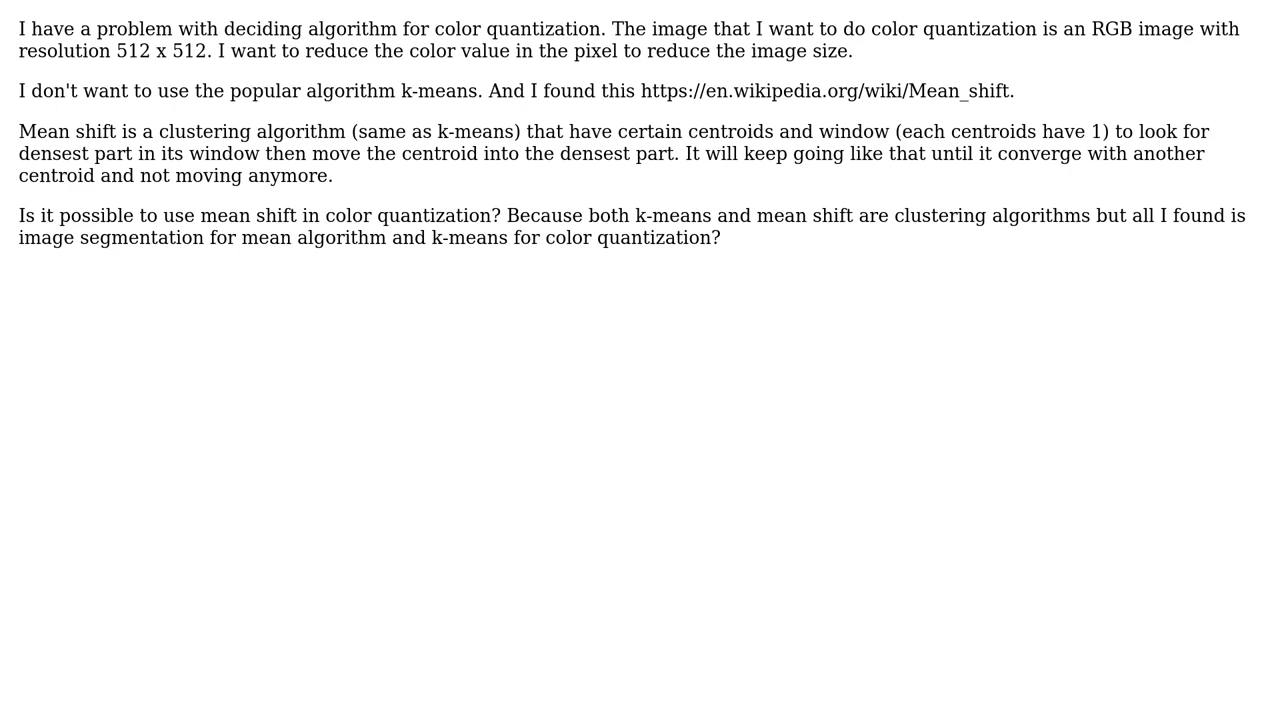 I have a problem with deciding algorithm for color quantization. The image that I want to do color quantization is an RGB image with
resolution 512 x 512. I want to reduce the color value in the pixel to reduce the image size.
I don't want to use the popular algorithm k-means. And I found this https://en.wikipedia.org/wiki/Mean_shift.
Mean shift is a clustering algorithm (same as k-means) that have certain centroids and window (each centroids have 1) to look for
densest part in its window then move the centroid into the densest part. It will keep going like that until it converge with another
centroid and not moving anymore.
Is it possible to use mean shift in color quantization? Because both k-means and mean shift are clustering algorithms but all I found is
image segmentation for mean algorithm and k-means for color quantization?